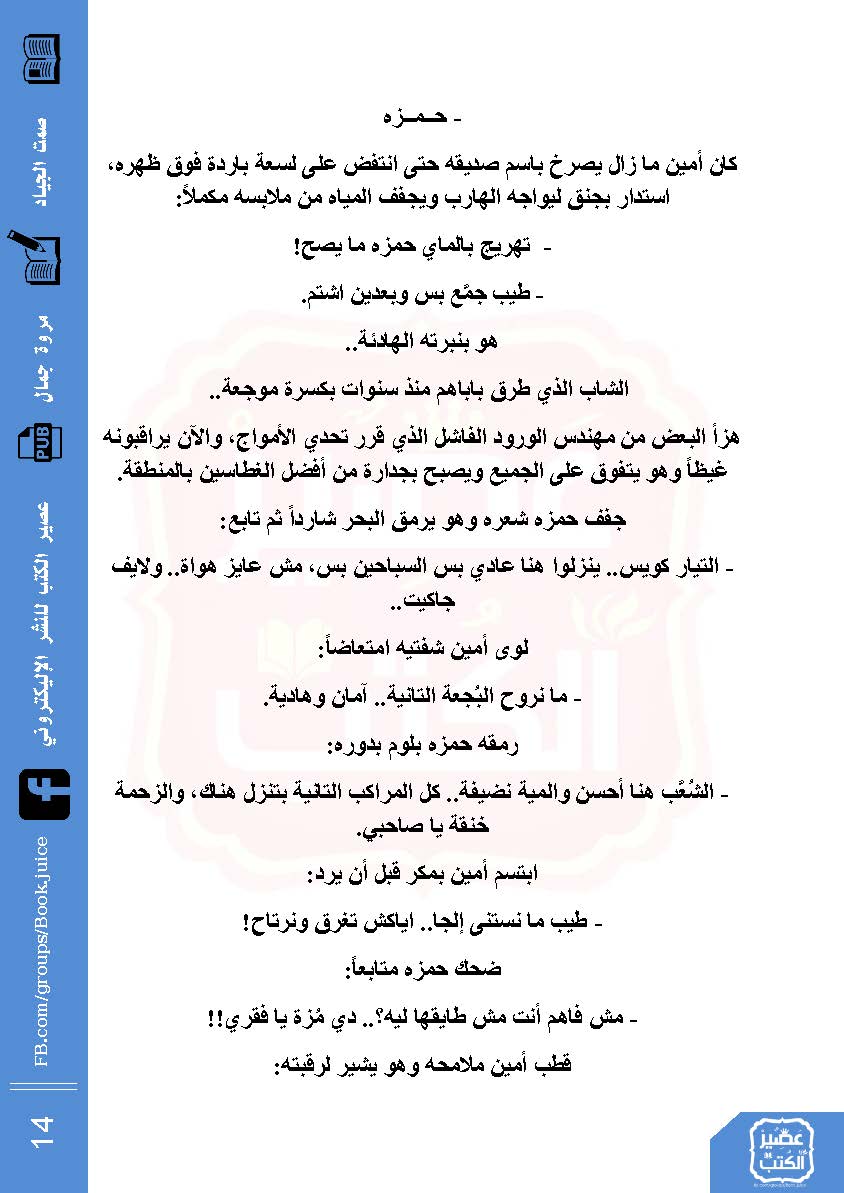 - حـــمـــزه
كان أمين ما زال يصرخ باسم صديقه حتى انتفض على لسعة باردة فوق ظهره،
استدار بجنق ليواجه الهارب ويجفف المياه من ملابسه مكملاً:
- تهريج بالماي حمزه ما يصح!
- طيب جمَّع بس وبعدين اشتم.
هو بنبرته الهادئة..
الشاب الذي طرق باباهم منذ سنوات بكسرة موجعة..
هزأ البعض من مهندس الورود الفاشل الذي قرر تحدي الأمواج، والآن يراقبونه
غيظاً وهو يتفوق على الجميع ويصبح بجدارة من أفضل الغطاسين بالمنطقة.
جفف حمزه شعره وهو يرمق البحر شارداً ثم تابع:
- التيار كويس.. ينزلوا هنا عادي بس السباحين بس، مش عايز هواة.. ولايف
جاكيت..
لوى أمين شفتيه امتعاضاً:
- ما نروح البُجعة التانية.. آمان وهادية.
رمقه حمزه بلوم بدوره:
- الشُعَّب هنا أحسن والمية نضيفة.. كل المراكب التانية بتنزل هناك، والزحمة
خنقة يا صاحبي.
ابتسم أمين بمكر قبل أن يرد:
- طيب ما نستنى إلجا.. اياكش تغرق ونرتاح!
ضحك حمزه متابعاً:
- مش فاهم أنت مش طايقها ليه؟.. دي مُزة يا فقري!!
قطب أمين ملامحه وهو يشير لرقبته:
صمت الجياد
مروة جمال
PUB
عصير الكتب للنشر الإليكتروني
FB.com/groups/Book.juice
14
عصير
الكتب